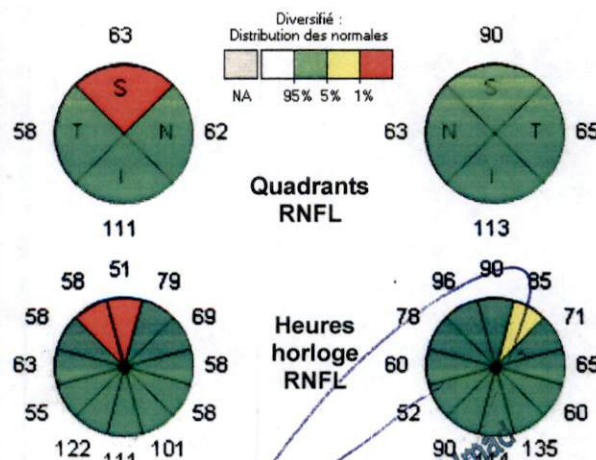 63
Diversifié :
Distribution des normales
90
NA 95% 5% 1%
S
T N
I
58 62
111
Quadrants
RNFL
S
N T
I
63 65
113
58 51 79
58 69
63 58
55 58
122 111 101
Heures
horloge
RNFL
96 90 85
78 71
60 65
52 60
90 135